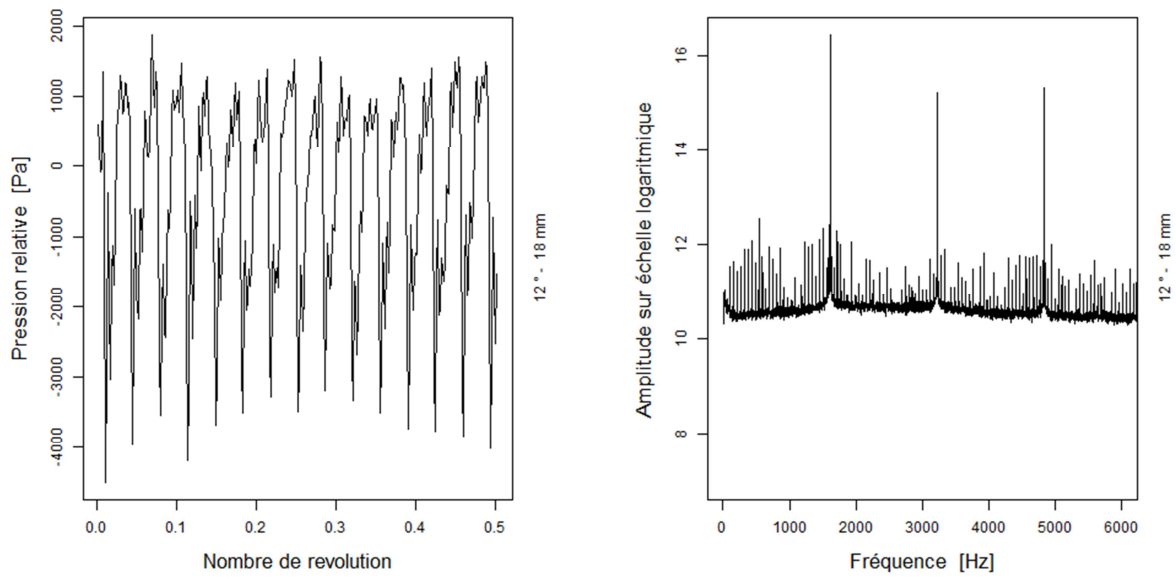 2000
1000
0
-1000
-2000
-3000
-4000
Pression relative [Pa]
0.0 0.1 0.2 0.3 0.4 0.5
Nombre de revolution
12 ° - 18 mm
16
14
12
10
8
Amplitude sur échelle logaritmique
0 1000 2000 3000 4000 5000 6000
Fréquence [Hz]
12 ° - 18 mm